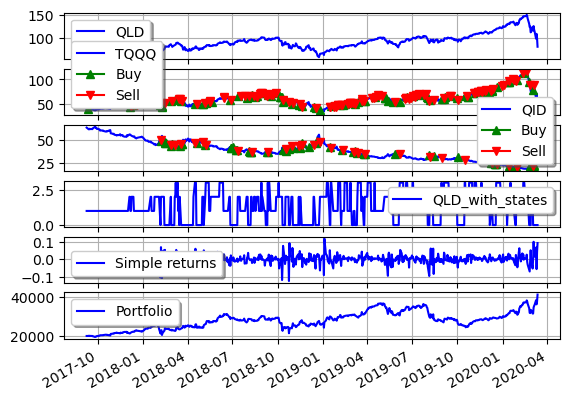 150
100
QLD
TQQQ
Buy
Sell
100
50
QID
Buy
Sell
50
25
2.5
0.0
QLD_with_states
0.1
0.0
−0.1
Simple returns
40000
20000
Portfolio
2017-10
2018-01
2018-04
2018-07
2018-10
2019-01
2019-04
2019-07
2019-10
2020-01
2020-04